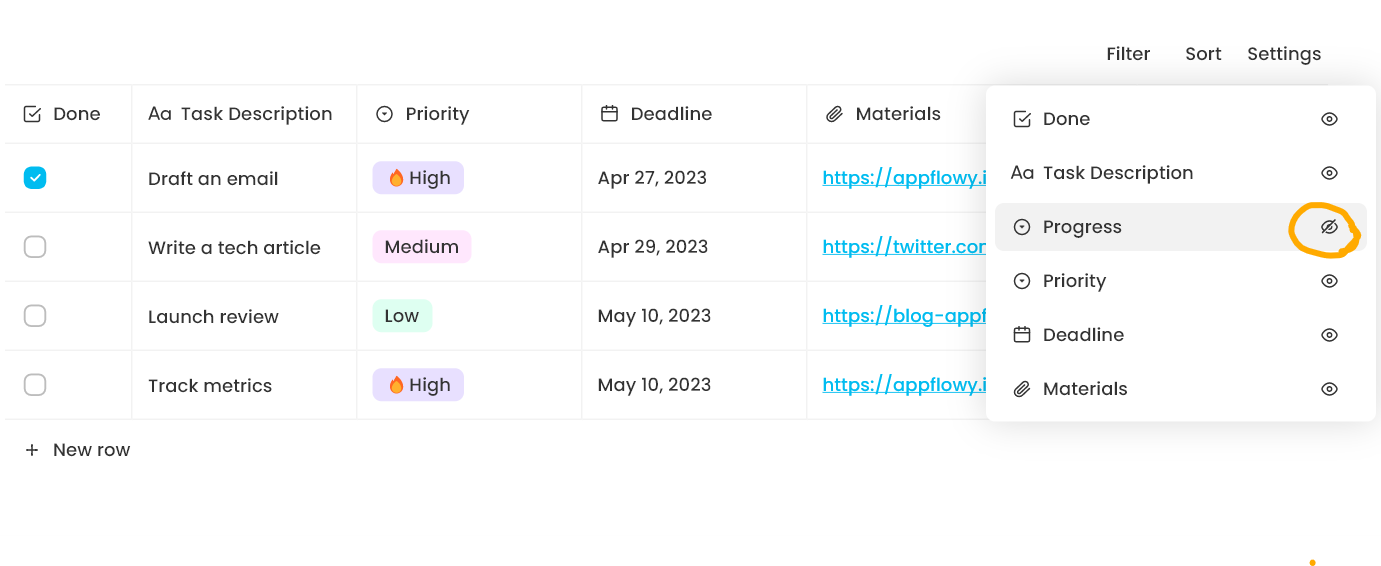 Filter Sort Settings
Done Aa Task Description Priority Deadline Materials
Draft an email 🔥 High Apr 27, 2023 https://appflowy.i
Write a tech article Medium Apr 29, 2023 https://twitter.con
Launch review Low May 10, 2023 https://blog-appf
Track metrics 🔥 High May 10, 2023 https://appflowy.i
+ New row
Done
Aa Task Description
Progress
Priority
Deadline
Materials